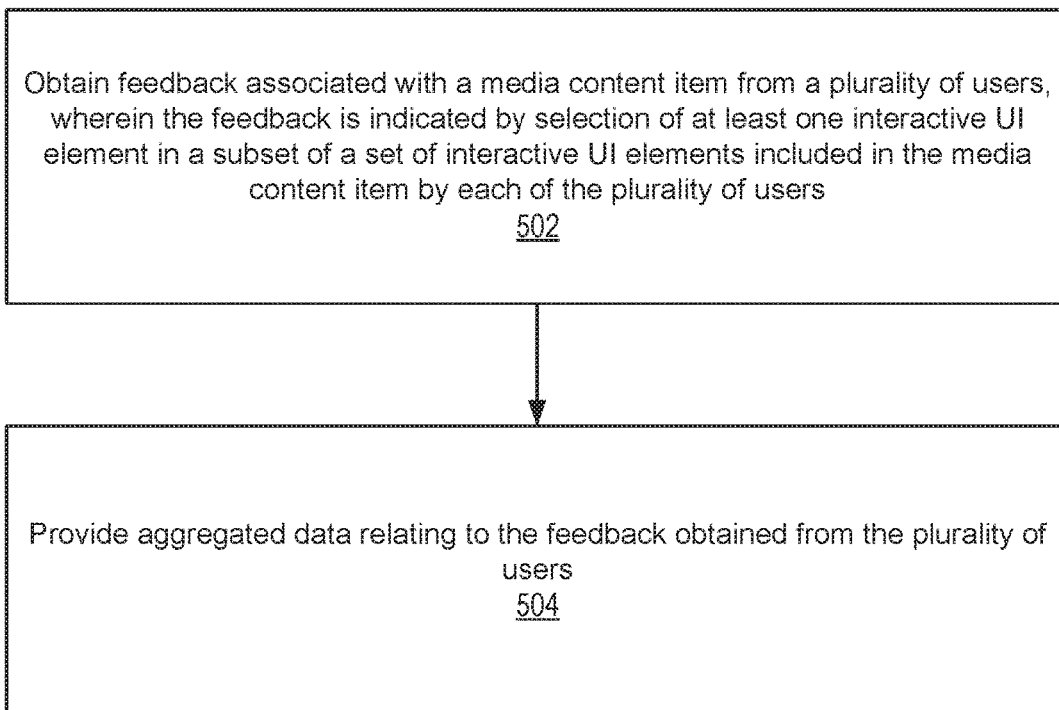 Obtain feedback associated with a media content item from a plurality of users,
wherein the feedback is indicated by selection of at least one interactive UI
element in a subset of a set of interactive UI elements included in the media
content item by each of the plurality of users
502
Provide aggregated data relating to the feedback obtained from the plurality of
users
504